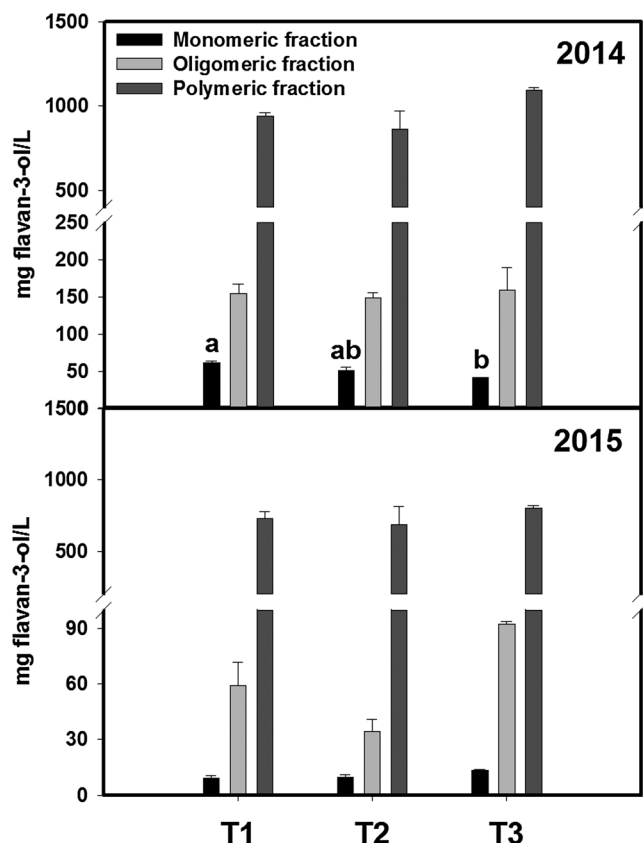 1500
Monomeric fraction
Oligomeric fraction
Polymeric fraction
2014
1000
500
250
200
150
100
50
mg flavan-3-ol/L
a
ab
b
1500
2015
1000
500
90
60
30
0
mg flavan-3-ol/L
T1
T2
T3